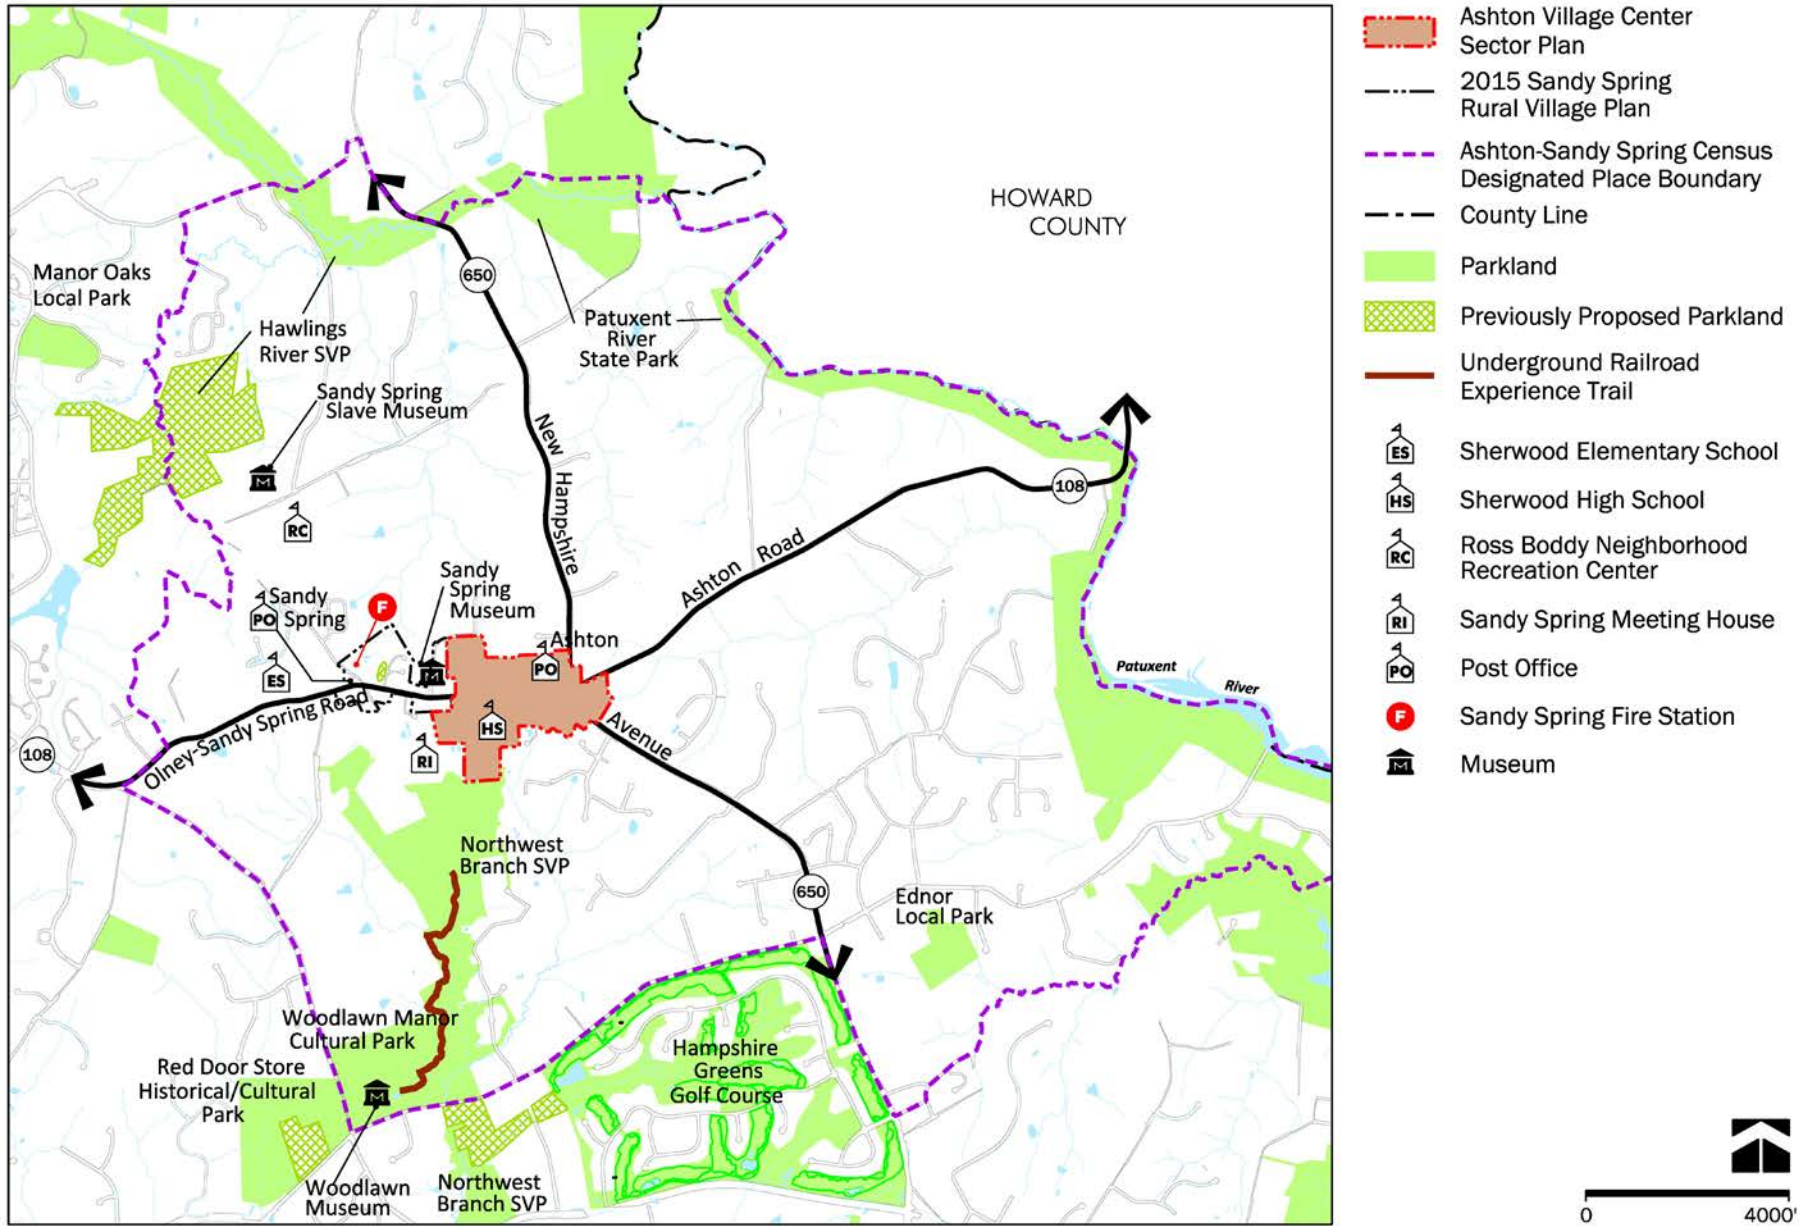 HOWARD
COUNTY
Manor Oaks
Local Park
650
Hawlings
River SVP
Patuxent
River
State Park
Sandy Spring
Slave Museum
M
RC
New Hampshire
108
Ashton Road
Sandy
Spring
Museum
Sandy
Spring
PO
F
Ashton
PO
M
ES
HS
RI
Olney-Sandy Spring Road
108
Avenue
Patuxent
River
Northwest
Branch SVP
650
Ednor
Local Park
Woodlawn Manor
Cultural Park
Red Door Store
Historical/Cultural
Park
M
Hampshire
Greens
Golf Course
Woodlawn
Museum
Northwest
Branch SVP
Ashton Village Center
Sector Plan
2015 Sandy Spring
Rural Village Plan
Ashton-Sandy Spring Census
Designated Place Boundary
County Line
Parkland
Previously Proposed Parkland
Underground Railroad
Experience Trail
ES Sherwood Elementary School
HS Sherwood High School
RC Ross Boddy Neighborhood
Recreation Center
RI Sandy Spring Meeting House
PO Post Office
F Sandy Spring Fire Station
M Museum
0 4000'